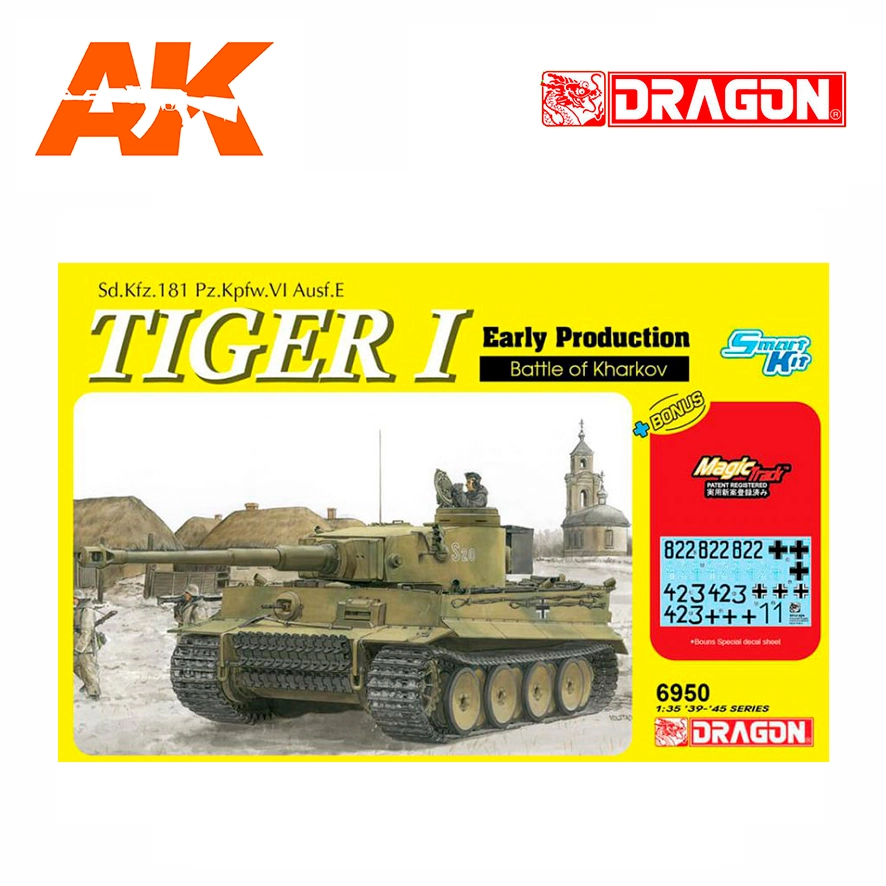 AK
DRAGON®
Sd.Kfz.181 Pz.Kpfw.VI Ausf.E
TIGER I
Early Production
Battle of Kharkov
Smart Kit
+ BONUS
Magic Track™
PATENT REGISTERED
実用新案登録済み
822 822 822
423 423
423 11
*Bouns Special decal sheet
S20
6950
1:35 '39-'45 SERIES
DRAGON®